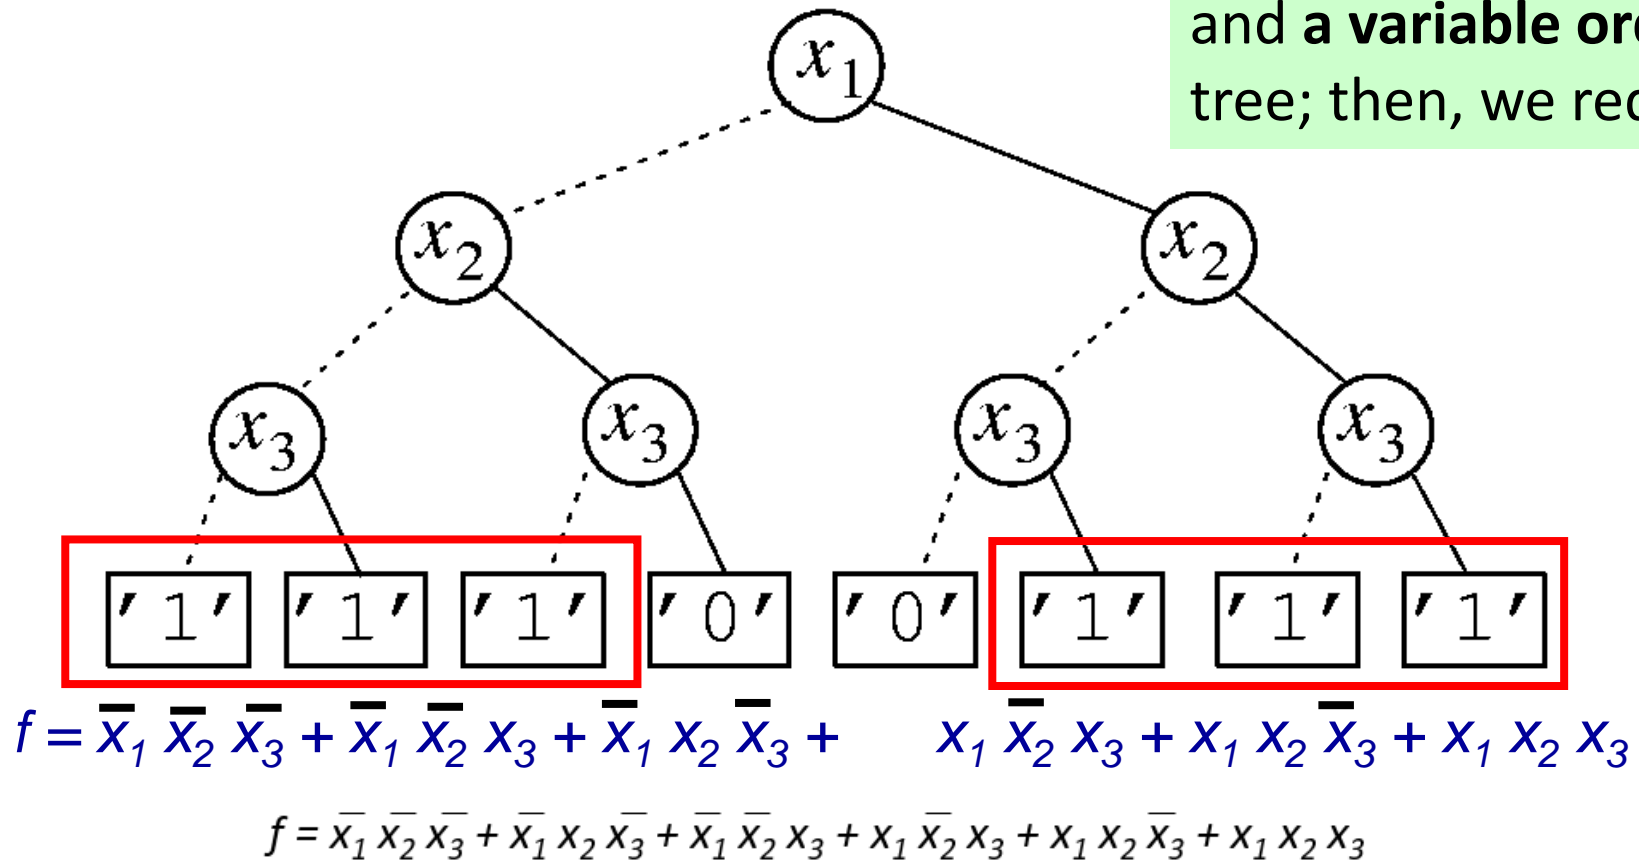 and a variable or
tree; then, we rec
x₁
x₂ x₂
x₃ x₃ x₃ x₃
'1' '1' '1' '0' '0' '1' '1' '1'
f = x̅₁ x̅₂ x̅₃ + x̅₁ x̅₂ x₃ + x̅₁ x₂ x̅₃ + x₁ x̅₂ x₃ + x₁ x₂ x̅₃ + x₁ x₂ x₃
f = x̅₁ x̅₂ x̅₃ + x̅₁ x₂ x̅₃ + x̅₁ x̅₂ x₃ + x₁ x̅₂ x₃ + x₁ x₂ x̅₃ + x₁ x₂ x₃